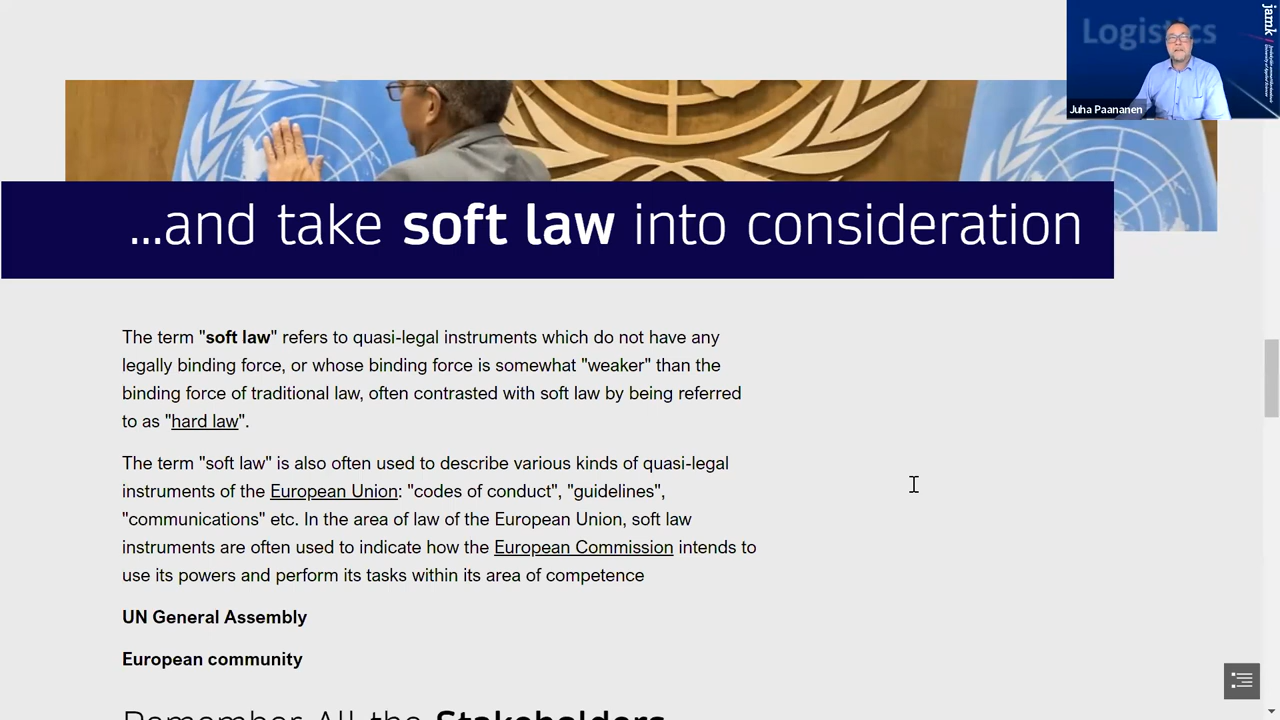 Logistics
jamk
Juha Paananen
...and take soft law into consideration
The term "soft law" refers to quasi-legal instruments which do not have any
legally binding force, or whose binding force is somewhat "weaker" than the
binding force of traditional law, often contrasted with soft law by being referred
to as "hard law".
The term "soft law" is also often used to describe various kinds of quasi-legal
instruments of the European Union: "codes of conduct", "guidelines",
"communications" etc. In the area of law of the European Union, soft law
instruments are often used to indicate how the European Commission intends to
use its powers and perform its tasks within its area of competence
UN General Assembly
European community
Remember All the Stakeholders